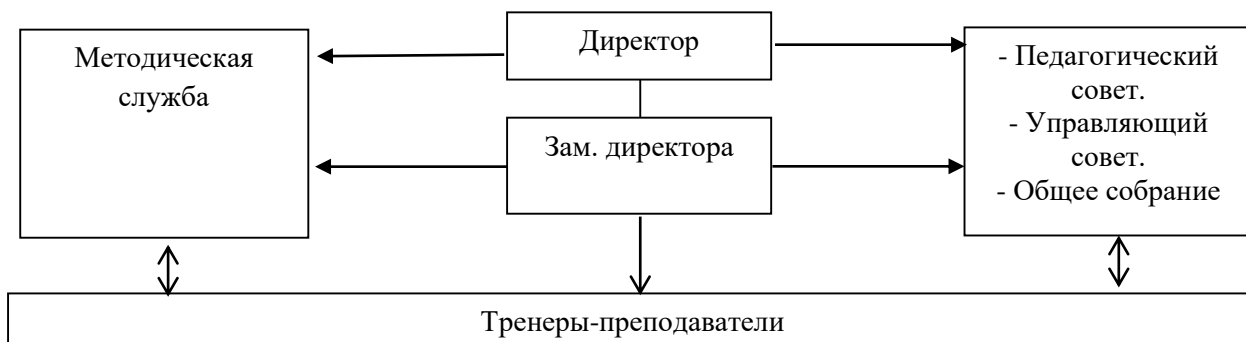 Методическая
служба
Директор
Зам. директора
- Педагогический
совет.
- Управляющий
совет.
- Общее собрание
Тренеры-преподаватели